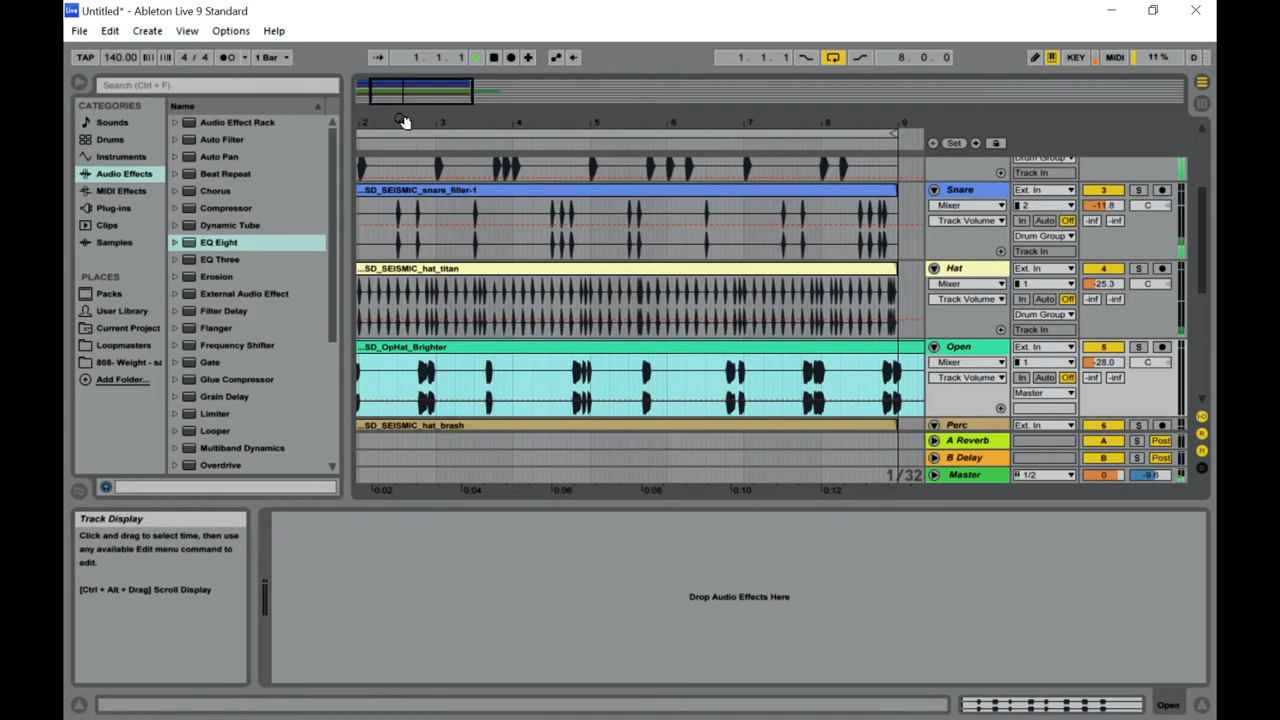 Live Untitled* - Ableton Live 9 Standard
File Edit Create View Options Help
TAP 140.00 4 / 4 1 Bar 1. 1. 1 1. 1. 1 8. 0. 0 KEY MIDI 11 % D
Search (Ctrl + F)
CATEGORIES
Sounds
Drums
Instruments
Audio Effects
MIDI Effects
Plug-ins
Clips
Samples
PLACES
Packs
User Library
Current Project
Loopmasters
808- Weight - sa
Add Folder...
Name
Audio Effect Rack
Auto Filter
Auto Pan
Beat Repeat
Chorus
Compressor
Dynamic Tube
EQ Eight
EQ Three
Erosion
External Audio Effect
Filter Delay
Flanger
Frequency Shifter
Gate
Glue Compressor
Grain Delay
Limiter
Looper
Multiband Dynamics
Overdrive
2 3 4 5 6 7 8 9
Set
Drum Group
Track In
...SD_SEISMIC_snare_filler-1 Snare Ext. In 3 S
Mixer 2 -11.8 C
Track Volume In Auto Off -inf -inf
Drum Group
Track In
...SD_SEISMIC_hat_titan Hat Ext. In 4 S
Mixer 1 -25.3 C
Track Volume In Auto Off -inf -inf
Drum Group
Track In
...SD_OpHat_Brighter Open Ext. In 5 S
Mixer 1 -28.0 C
Track Volume In Auto Off -inf -inf
Master
...SD_SEISMIC_hat_brash Perc Ext. In 6 S
A Reverb A S Post
B Delay B S Post
1/32 Master 1/2 0 -9.6
0:02 0:04 0:06 0:08 0:10 0:12
Track Display
Click and drag to select time, then use
any available Edit menu command to
edit.
[Ctrl + Alt + Drag] Scroll Display
Drop Audio Effects Here
Open